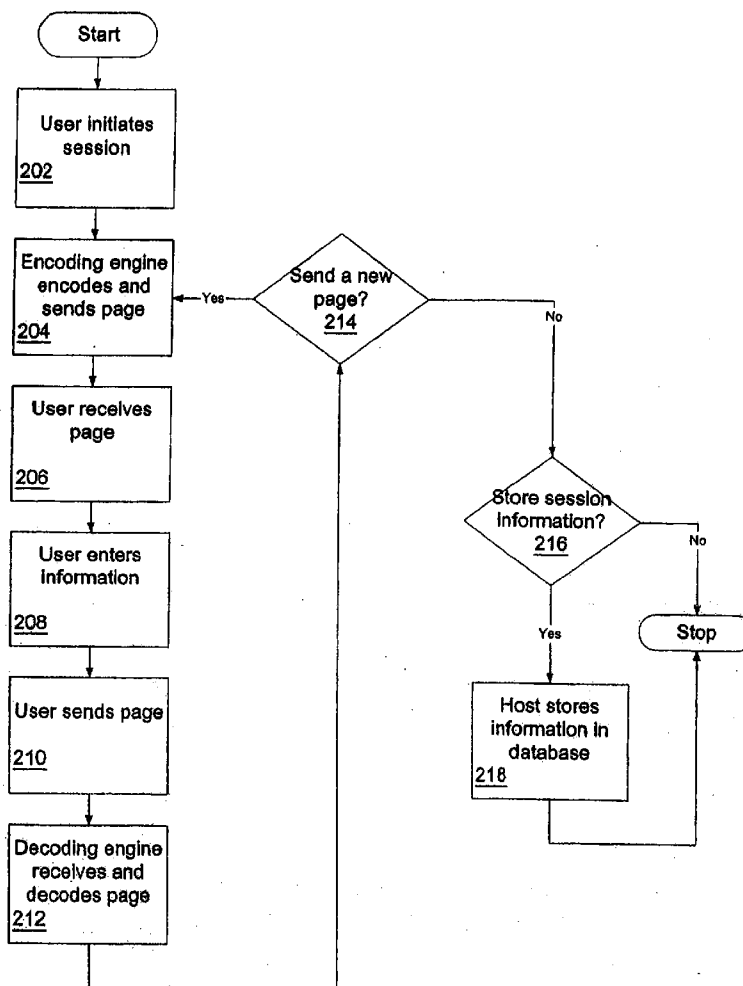 Start
User initiates
session
202
Encoding engine
encodes and
sends page
204
Yes
Send a new
page?
214
No
User receives
page
206
Store session
information?
216
No
User enters
information
208
Yes
Stop
User sends page
210
Host stores
information in
database
218
Decoding engine
receives and
decodes page
212